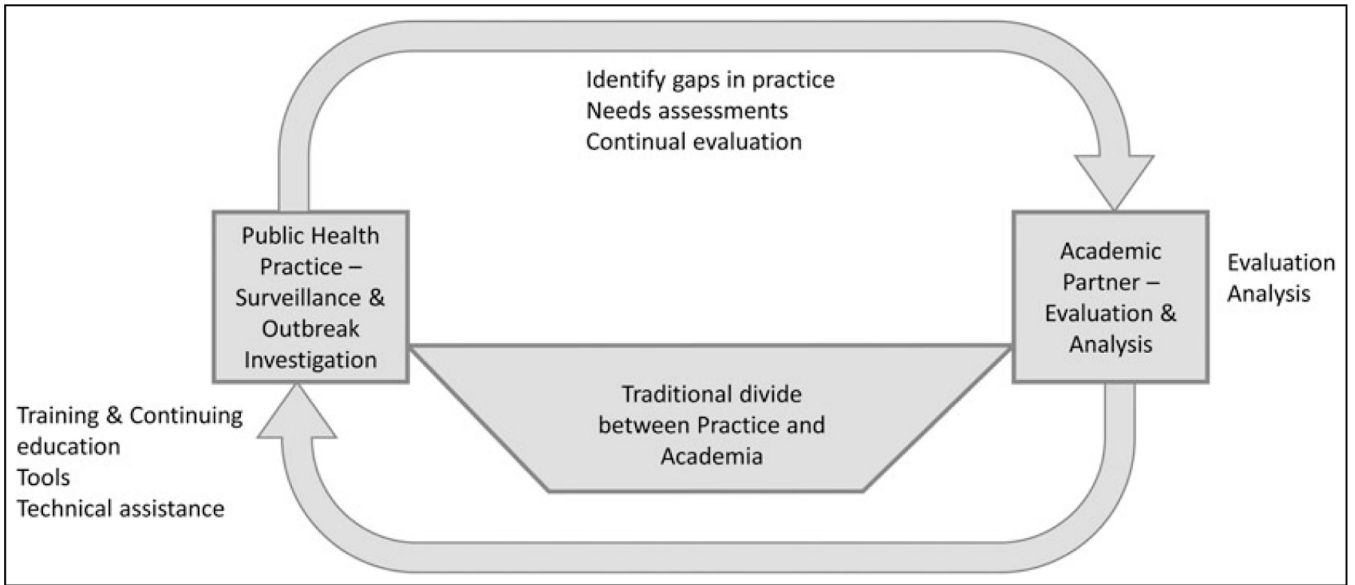 Identify gaps in practice
Needs assessments
Continual evaluation
Public Health
Practice –
Surveillance &
Outbreak
Investigation
Academic
Partner –
Evaluation &
Analysis
Evaluation
Analysis
Traditional divide
between Practice and
Academia
Training & Continuing
education
Tools
Technical assistance